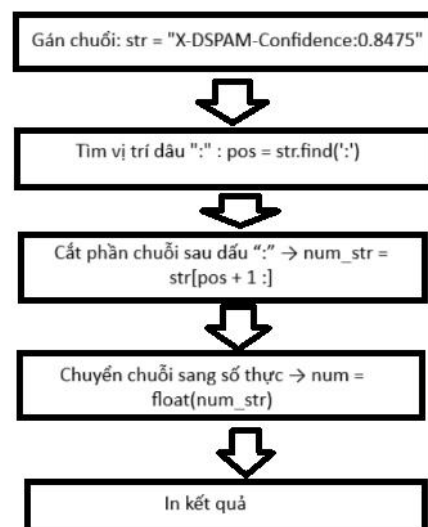 Gán chuỗi: str = "X-DSPAM-Confidence:0.8475"
Tìm vị trí dâu ":" : pos = str.find(':')
Cắt phần chuỗi sau dấu “:” → num_str =
str[pos + 1 :]
Chuyển chuỗi sang số thực → num =
float(num_str)
In kết quả